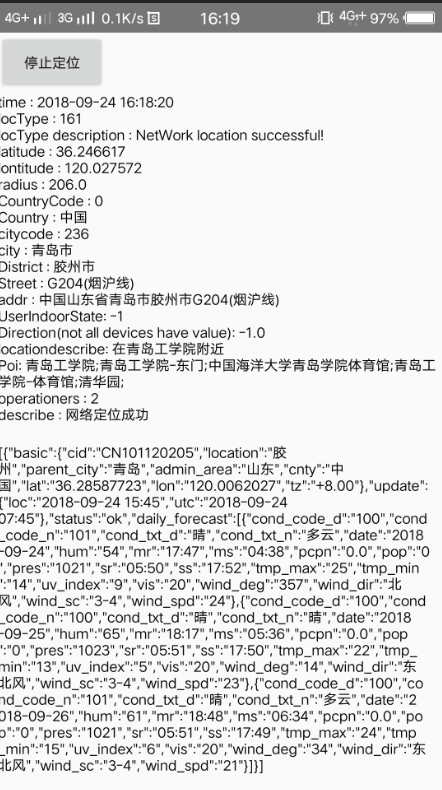 4G+ 3G 0.1K/s 16:19 4G+ 97%
停止定位
time : 2018-09-24 16:18:20
locType : 161
locType description : NetWork location successful!
latitude : 36.246617
lontitude : 120.027572
radius : 206.0
CountryCode : 0
Country : 中国
citycode : 236
city : 青岛市
District : 胶州市
Street : G204(烟沪线)
addr : 中国山东省青岛市胶州市G204(烟沪线)
UserIndoorState: -1
Direction(not all devices have value): -1.0
locationdescribe: 在青岛工学院附近
Poi: 青岛工学院;青岛工学院-东门;中国海洋大学青岛学院体育馆;青岛工
学院-体育馆;清华园;
operationers : 2
describe : 网络定位成功
[{"basic":{"cid":"CN101120205","location":"胶
州","parent_city":"青岛","admin_area":"山东","cnty":"中
国","lat":"36.28587723","lon":"120.0062027","tz":"+8.00"},"update":
{"loc":"2018-09-24 15:45","utc":"2018-09-24
07:45"},"status":"ok","daily_forecast":[{"cond_code_d":"100","cond
_code_n":"101","cond_txt_d":"晴","cond_txt_n":"多云","date":"2018
-09-24","hum":"54","mr":"17:47","ms":"04:38","pcpn":"0.0","pop":"0
","pres":"1021","sr":"05:50","ss":"17:52","tmp_max":"25","tmp_min
":"14","uv_index":"9","vis":"20","wind_deg":"357","wind_dir":"北
风","wind_sc":"3-4","wind_spd":"24"},{"cond_code_d":"100","cond
_code_n":"100","cond_txt_d":"晴","cond_txt_n":"晴","date":"2018
-09-25","hum":"65","mr":"18:17","ms":"05:36","pcpn":"0.0","pop
":"0","pres":"1023","sr":"05:51","ss":"17:50","tmp_max":"22","tmp_
min":"13","uv_index":"5","vis":"20","wind_deg":"14","wind_dir":"东
北风","wind_sc":"3-4","wind_spd":"23"},{"cond_code_d":"100","co
nd_code_n":"101","cond_txt_d":"晴","cond_txt_n":"多云","date":"2
018-09-26","hum":"61","mr":"18:48","ms":"06:34","pcpn":"0.0","po
p":"0","pres":"1021","sr":"05:51","ss":"17:49","tmp_max":"24","tmp
_min":"15","uv_index":"6","vis":"20","wind_deg":"34","wind_dir":"东
北风","wind_sc":"3-4","wind_spd":"21"}]}]